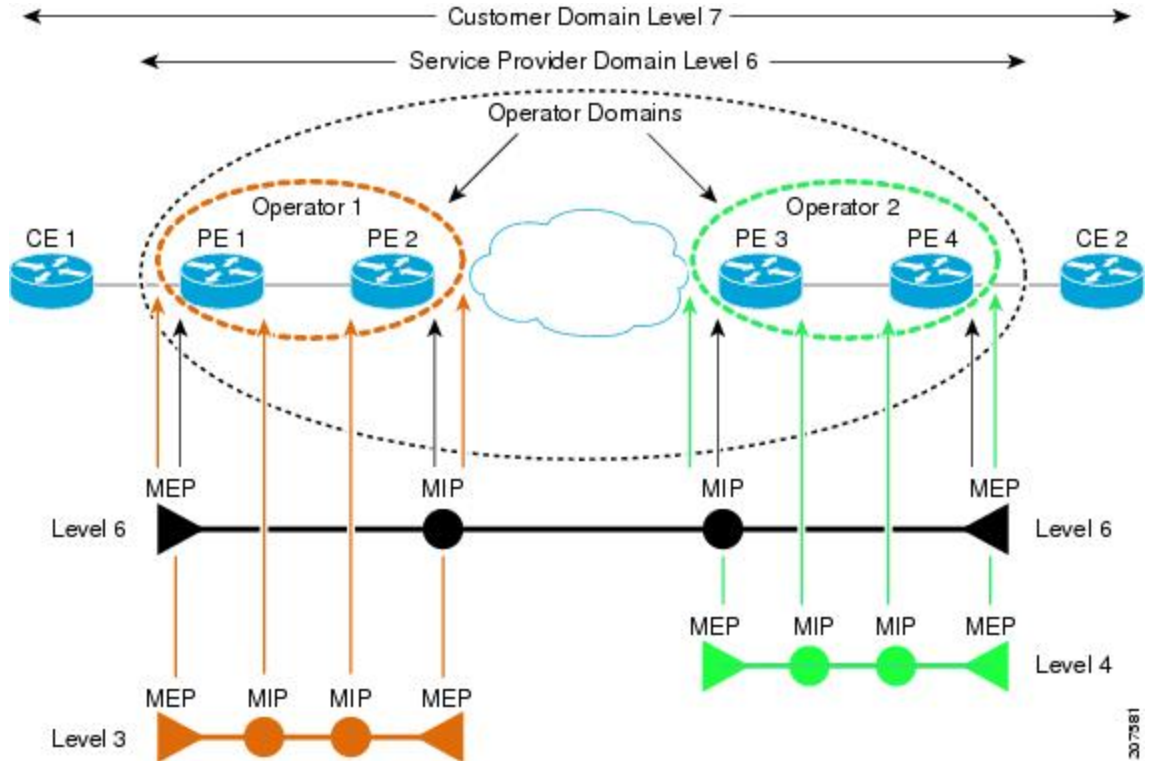 Customer Domain Level 7
Service Provider Domain Level 6
Operator Domains
Operator 1
Operator 2
CE 1
PE 1
PE 2
PE 3
PE 4
CE 2
MEP
MIP
MIP
MEP
Level 6
Level 6
MEP
MIP
MIP
MEP
Level 4
MEP
MIP
MIP
MEP
Level 3
207581